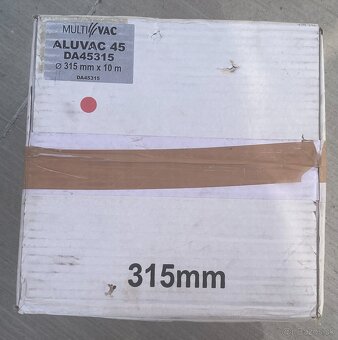 MULTI VAC
ALUVAC 45
DA45315
Ø 315 mm x 10 m
DA45315
315mm